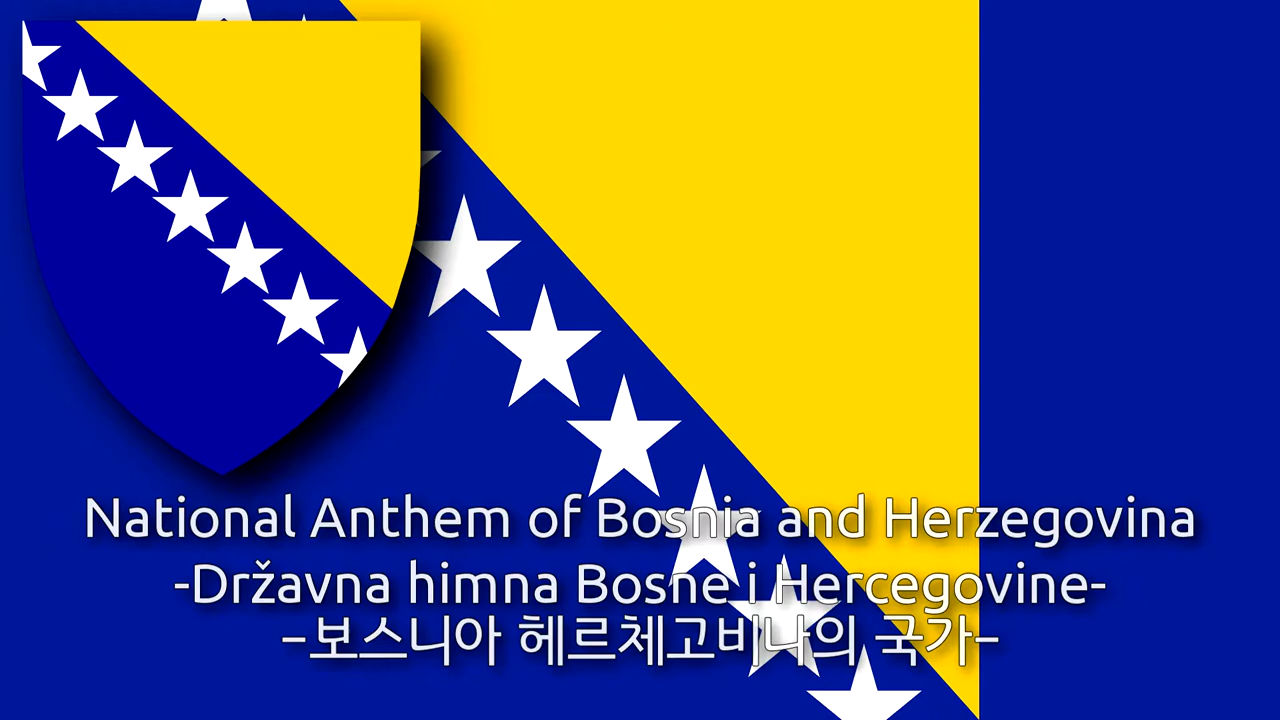 National Anthem of Bosnia and Herzegovina
-Državna himna Bosne i Hercegovine-
-보스니아 헤르체고비나의 국가-